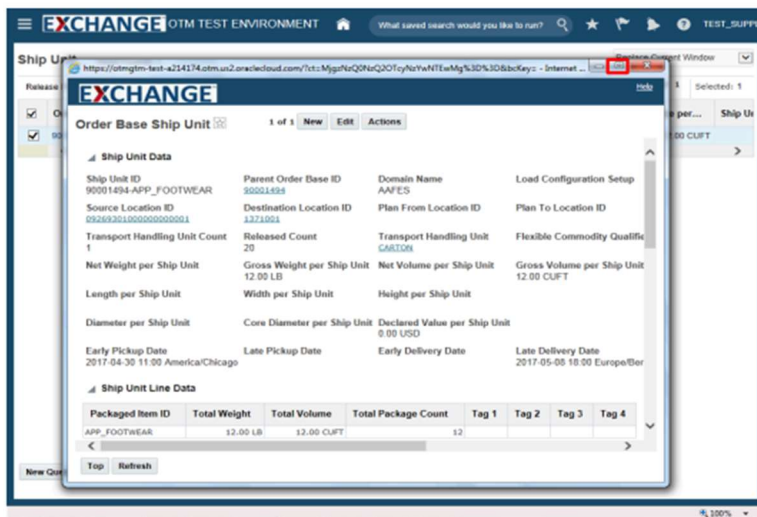 EXCHANGE OTM TEST ENVIRONMENT What saved search would you like to run? TEST_SUPPL
Ship Unit Replace Current Window
https://otmgtm-test-a214174.otm.us2.oraclecloud.com/?ct= - Internet ...
Release 1 Selected: 1
EXCHANGE Help
Order Base Ship Unit 1 of 1 New Edit Actions
per... Ship Un
.00 CUFT
Ship Unit Data
Ship Unit ID Parent Order Base ID Domain Name Load Configuration Setup
90001494-APP_FOOTWEAR 90001494 AAFES
Source Location ID Destination Location ID Plan From Location ID Plan To Location ID
1371001
Transport Handling Unit Count Released Count Transport Handling Unit Flexible Commodity Qualifie
1 20 CARTON
Net Weight per Ship Unit Gross Weight per Ship Unit Net Volume per Ship Unit Gross Volume per Ship Unit
12.00 LB 12.00 CUFT
Length per Ship Unit Width per Ship Unit Height per Ship Unit
Diameter per Ship Unit Core Diameter per Ship Unit Declared Value per Ship Unit
0.00 USD
Early Pickup Date Late Pickup Date Early Delivery Date Late Delivery Date
2017-04-30 11:00 America/Chicago 2017-05-08 18:00 Europe/Ber
Ship Unit Line Data
Packaged Item ID Total Weight Total Volume Total Package Count Tag 1 Tag 2 Tag 3 Tag 4
APP_FOOTWEAR 12.00 LB 12.00 CUFT 12
Top Refresh
New Que
100%